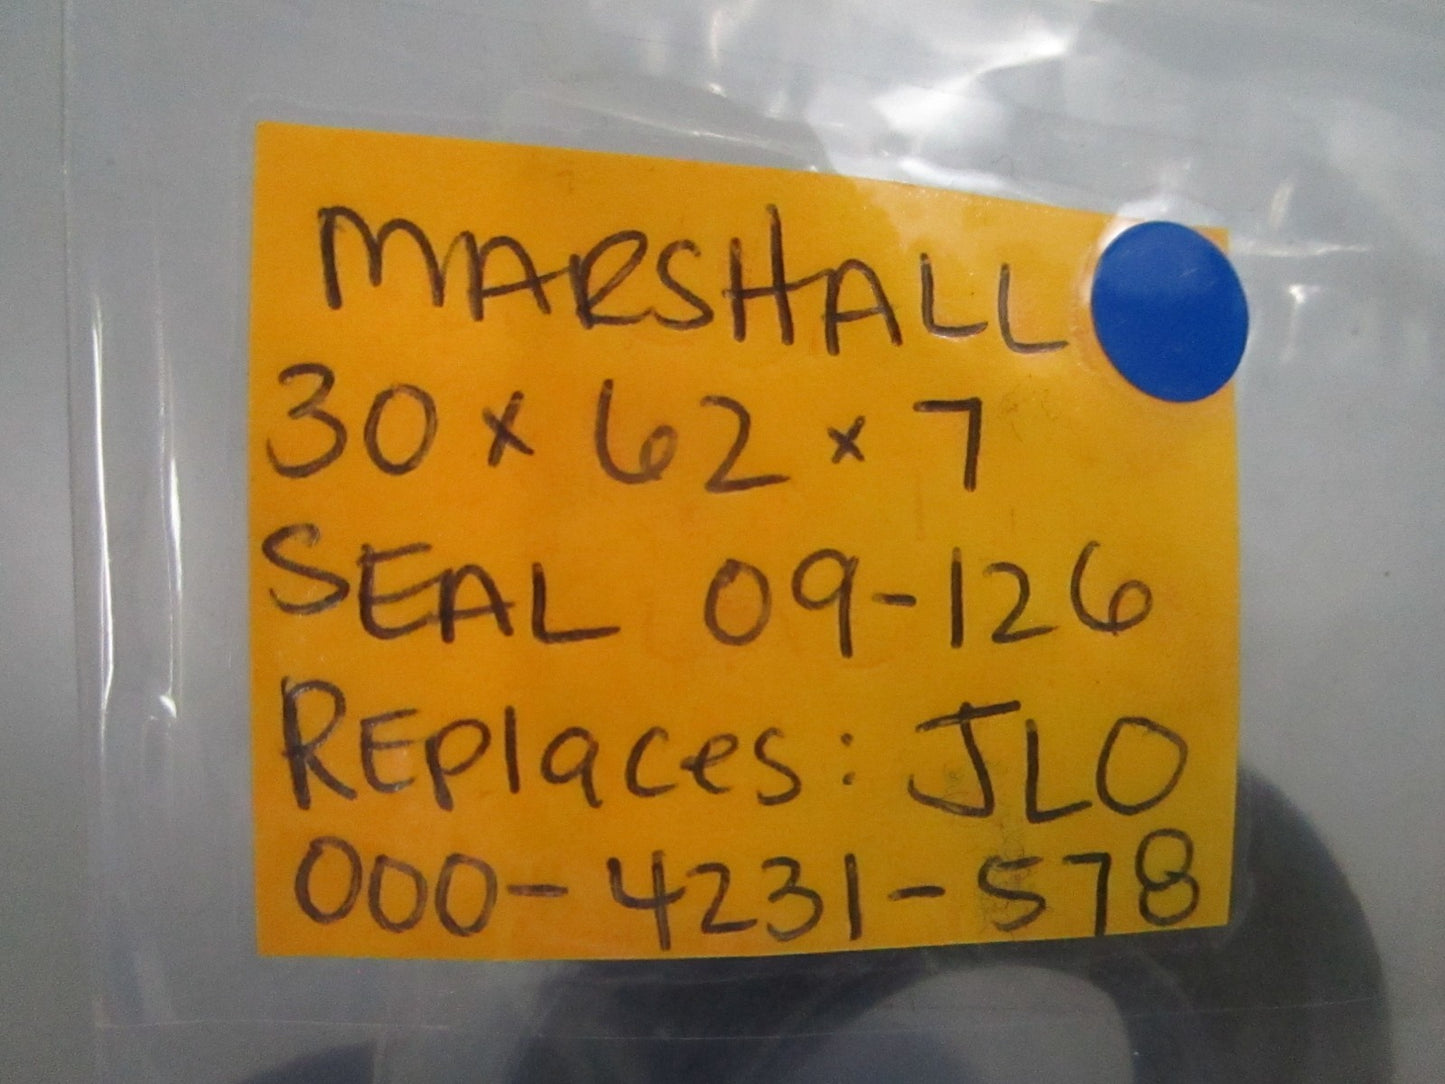 MARSHALL
30 x 62 x 7
SEAL 09-126
REPlaces: JLO
000-4231-578